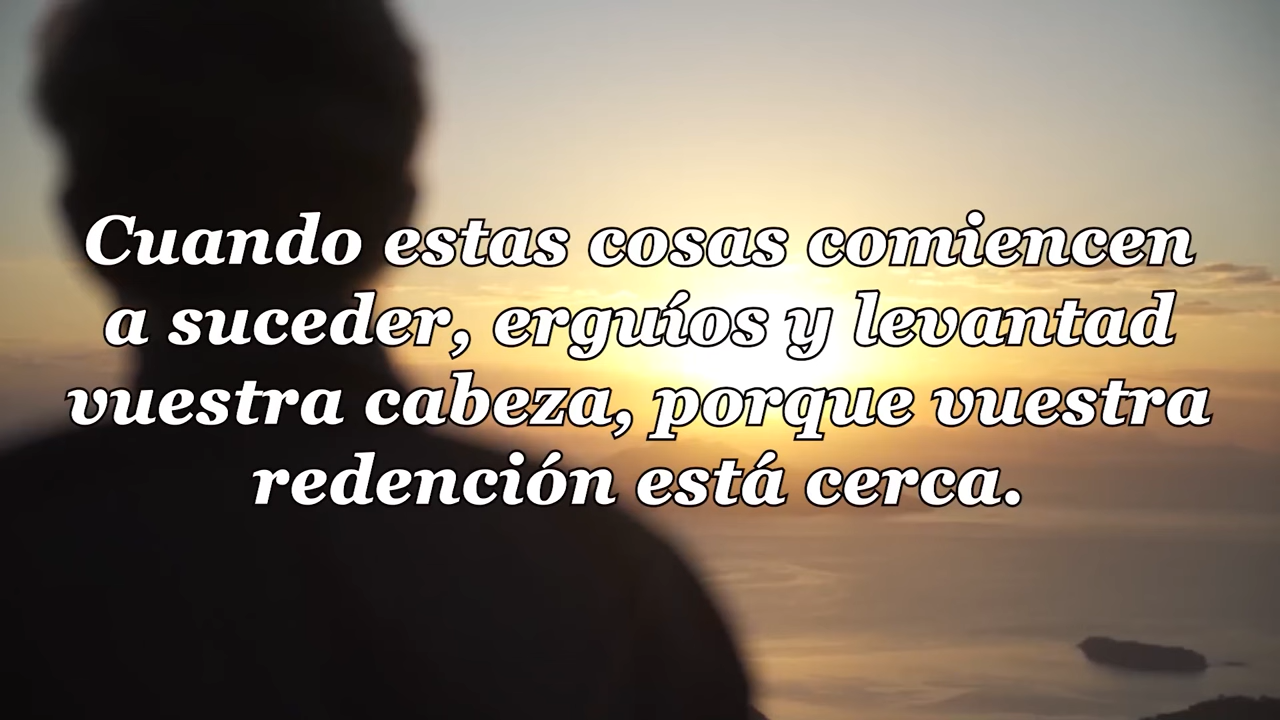 Cuando estas cosas comiencen
a suceder, erguíos y levantad
vuestra cabeza, porque vuestra
redención está cerca.